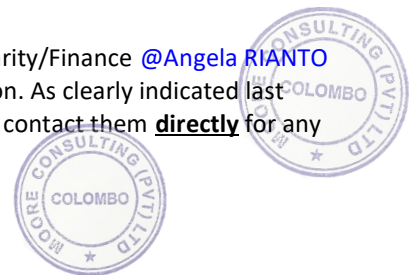 arity/Finance @Angela RIANTO
on. As clearly indicated last
contact them directly for any
MOORE CONSULTING (PVT) LTD
COLOMBO
MOORE CONSULTING (PVT) LTD
COLOMBO